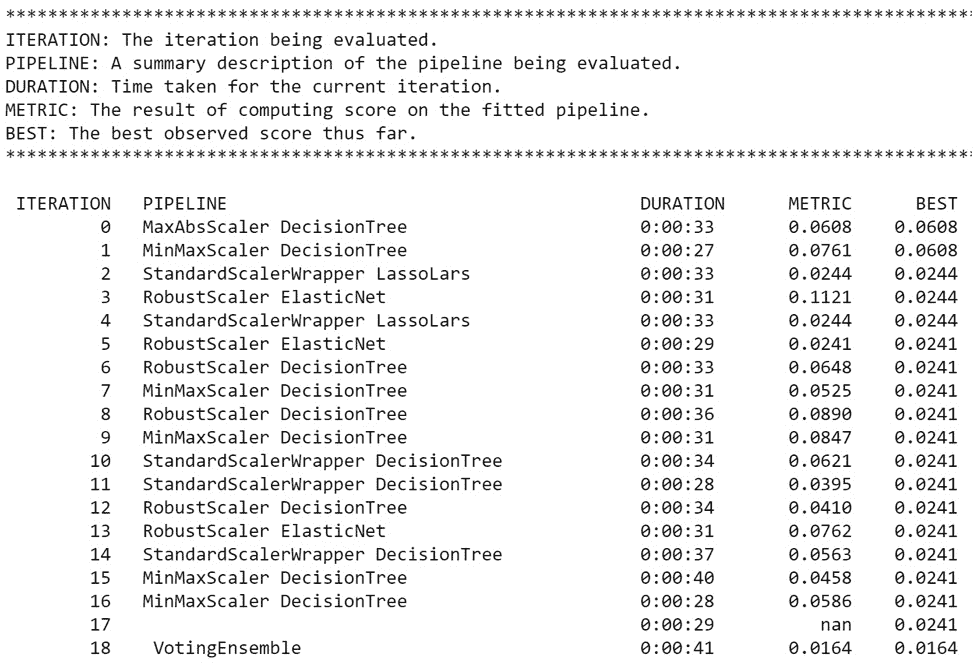 ********************************************************************************************
ITERATION: The iteration being evaluated.
PIPELINE: A summary description of the pipeline being evaluated.
DURATION: Time taken for the current iteration.
METRIC: The result of computing score on the fitted pipeline.
BEST: The best observed score thus far.
********************************************************************************************
ITERATION   PIPELINE                                       DURATION      METRIC      BEST
0   MaxAbsScaler DecisionTree                      0:00:33       0.0608    0.0608
1   MinMaxScaler DecisionTree                      0:00:27       0.0761    0.0608
2   StandardScalerWrapper LassoLars                0:00:33       0.0244    0.0244
3   RobustScaler ElasticNet                        0:00:31       0.1121    0.0244
4   StandardScalerWrapper LassoLars                0:00:33       0.0244    0.0244
5   RobustScaler ElasticNet                        0:00:29       0.0241    0.0241
6   RobustScaler DecisionTree                      0:00:33       0.0648    0.0241
7   MinMaxScaler DecisionTree                      0:00:31       0.0525    0.0241
8   RobustScaler DecisionTree                      0:00:36       0.0890    0.0241
9   MinMaxScaler DecisionTree                      0:00:31       0.0847    0.0241
10   StandardScalerWrapper DecisionTree             0:00:34       0.0621    0.0241
11   StandardScalerWrapper DecisionTree             0:00:28       0.0395    0.0241
12   RobustScaler DecisionTree                      0:00:34       0.0410    0.0241
13   RobustScaler ElasticNet                        0:00:31       0.0762    0.0241
14   StandardScalerWrapper DecisionTree             0:00:37       0.0563    0.0241
15   MinMaxScaler DecisionTree                      0:00:40       0.0458    0.0241
16   MinMaxScaler DecisionTree                      0:00:28       0.0586    0.0241
17                                                  0:00:29          nan    0.0241
18    VotingEnsemble                                0:00:41       0.0164    0.0164